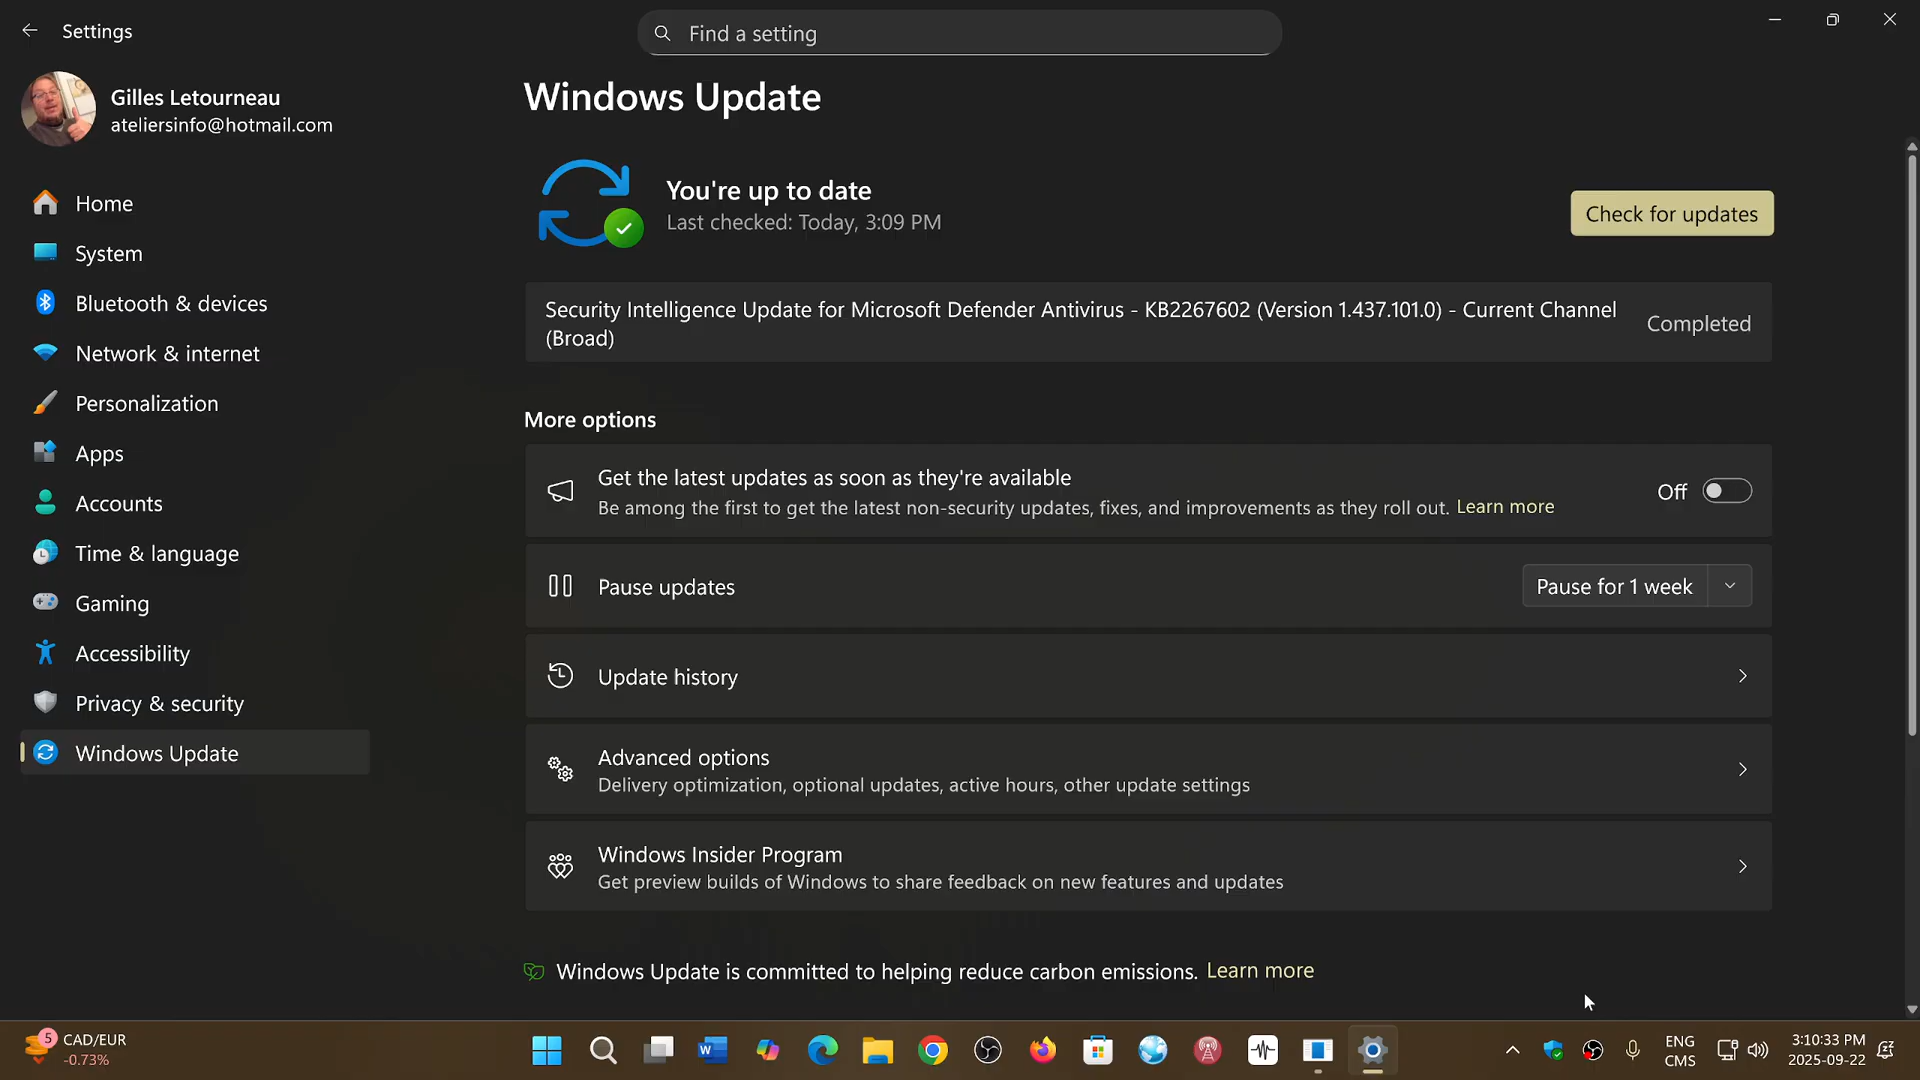 Settings
Find a setting
Gilles Letourneau
ateliersinfo@hotmail.com
Home
System
Bluetooth & devices
Network & internet
Personalization
Apps
Accounts
Time & language
Gaming
Accessibility
Privacy & security
Windows Update
Windows Update
You're up to date
Last checked: Today, 3:09 PM
Check for updates
Security Intelligence Update for Microsoft Defender Antivirus - KB2267602 (Version 1.437.101.0) - Current Channel
(Broad)
Completed
More options
Get the latest updates as soon as they're available
Be among the first to get the latest non-security updates, fixes, and improvements as they roll out. Learn more
Off
Pause updates
Pause for 1 week
Update history
Advanced options
Delivery optimization, optional updates, active hours, other update settings
Windows Insider Program
Get preview builds of Windows to share feedback on new features and updates
Windows Update is committed to helping reduce carbon emissions. Learn more
5
CAD/EUR
-0.73%
W
ENG
CMS
3:10:33 PM
2025-09-22